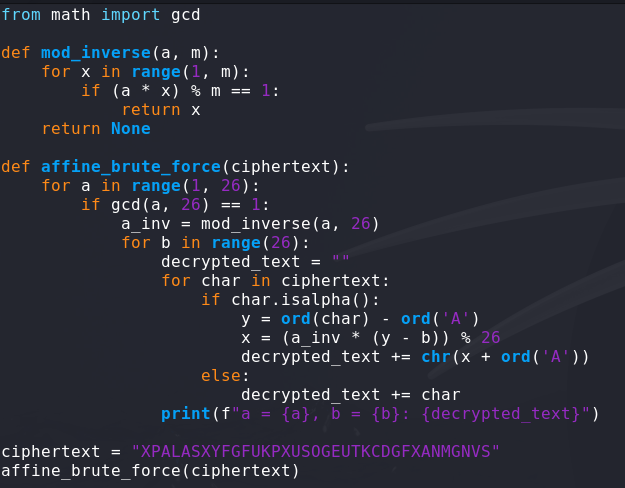 from math import gcd

def mod_inverse(a, m):
    for x in range(1, m):
        if (a * x) % m == 1:
            return x
    return None

def affine_brute_force(ciphertext):
    for a in range(1, 26):
        if gcd(a, 26) == 1:
            a_inv = mod_inverse(a, 26)
            for b in range(26):
                decrypted_text = ""
                for char in ciphertext:
                    if char.isalpha():
                        y = ord(char) - ord('A')
                        x = (a_inv * (y - b)) % 26
                        decrypted_text += chr(x + ord('A'))
                    else:
                        decrypted_text += char
                print(f"a = {a}, b = {b}: {decrypted_text}")

ciphertext = "XPALASXYFGFUKPXUSOGEUTKCDGFXANMGNVS"
affine_brute_force(ciphertext)